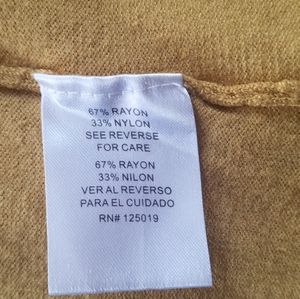 67% RAYON
33% NYLON
SEE REVERSE
FOR CARE
67% RAYON
33% NILON
VER AL REVERSO
PARA EL CUIDADO
RN# 125019